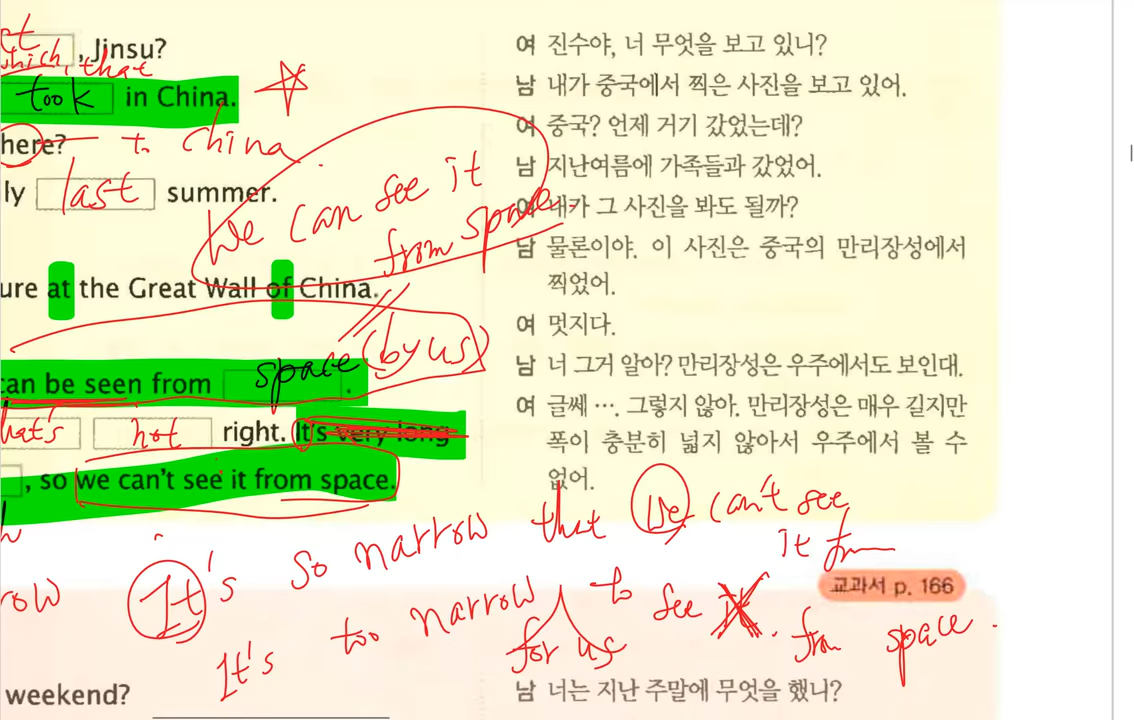 , Jinsu?
which, that
took in China.
here? to China
ly last summer.
We can see it
from space
ure at the Great Wall of China.
can be seen from space (by us).
hat's not right. It's very long
, so we can't see it from space.
row
It's so narrow that we can't see
it from
It's too narrow for us to see it. from space.
weekend?
여 진수야, 너 무엇을 보고 있니?
남 내가 중국에서 찍은 사진을 보고 있어.
여 중국? 언제 거기 갔었는데?
남 지난여름에 가족들과 갔었어.
여 내가 그 사진을 봐도 될까?
남 물론이야. 이 사진은 중국의 만리장성에서
찍었어.
여 멋지다.
남 너 그거 알아? 만리장성은 우주에서도 보인대.
여 글쎄 …. 그렇지 않아. 만리장성은 매우 길지만
폭이 충분히 넓지 않아서 우주에서 볼 수
없어.
교과서 p. 166
남 너는 지난 주말에 무엇을 했니?